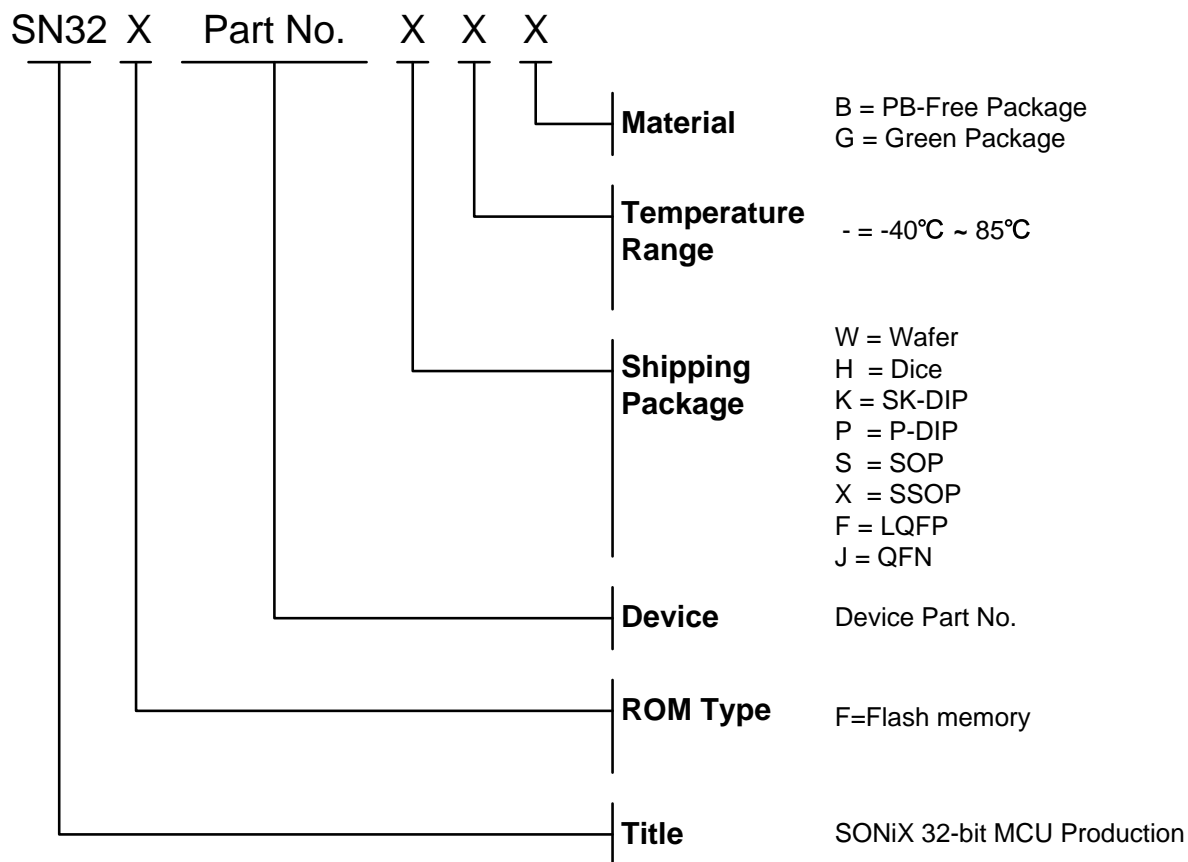 SN32 X Part No. X X X
Material
B = PB-Free Package
G = Green Package
Temperature
Range
- = -40℃ ~ 85℃
Shipping
Package
W = Wafer
H = Dice
K = SK-DIP
P = P-DIP
S = SOP
X = SSOP
F = LQFP
J = QFN
Device
Device Part No.
ROM Type
F=Flash memory
Title
SONiX 32-bit MCU Production